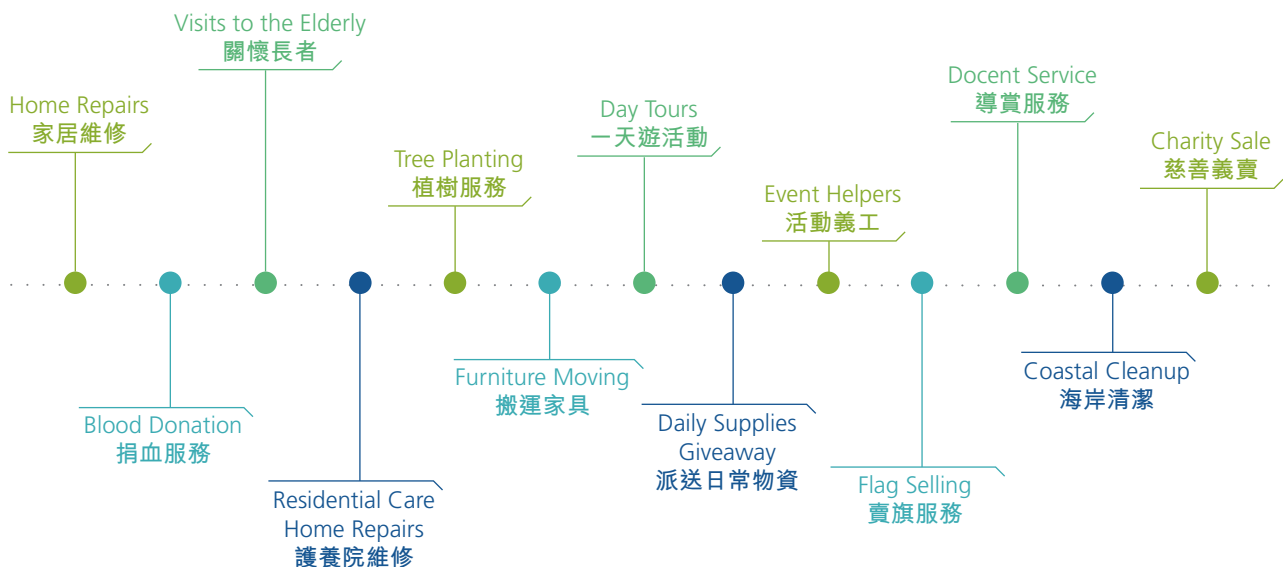 Home Repairs
家居維修
Blood Donation
捐血服務
Visits to the Elderly
關懷長者
Residential Care
Home Repairs
護養院維修
Tree Planting
植樹服務
Furniture Moving
搬運家具
Day Tours
一天遊活動
Daily Supplies
Giveaway
派送日常物資
Event Helpers
活動義工
Flag Selling
賣旗服務
Docent Service
導賞服務
Coastal Cleanup
海岸清潔
Charity Sale
慈善義賣